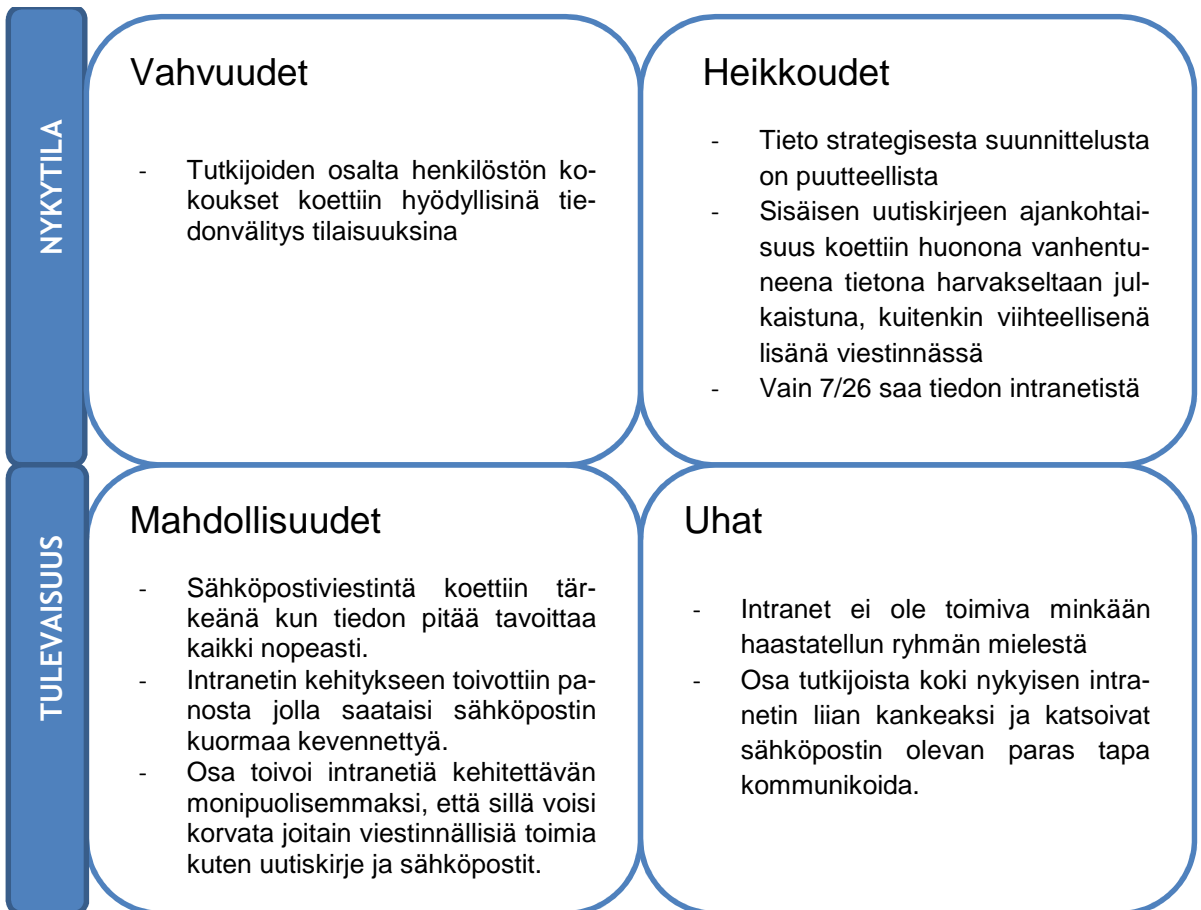 NYKYTILA
Vahvuudet
- Tutkijoiden osalta henkilöstön ko-
koukset koettiin hyödyllisinä tie-
donvälitys tilaisuuksina
Heikkoudet
- Tieto strategisesta suunnittelusta
on puutteellista
- Sisäisen uutiskirjeen ajankohtai-
suus koettiin huonona vanhentu-
neena tietona harvakseltaan jul-
kaistuna, kuitenkin viihteellisenä
lisänä viestinnässä
- Vain 7/26 saa tiedon intranetistä
TULEVAISUUS
Mahdollisuudet
- Sähköpostiviestintä koettiin tär-
keänä kun tiedon pitää tavoittaa
kaikki nopeasti.
- Intranetin kehitykseen toivottiin pa-
nosta jolla saataisi sähköpostin
kuormaa kevennettyä.
- Osa toivoi intranetiä kehitettävän
monipuolisemmaksi, että sillä voisi
korvata joitain viestinnällisiä toimia
kuten uutiskirje ja sähköpostit.
Uhat
- Intranet ei ole toimiva minkään
haastatellun ryhmän mielestä
- Osa tutkijoista koki nykyisen intra-
netin liian kankeaksi ja katsoivat
sähköpostin olevan paras tapa
kommunikoida.